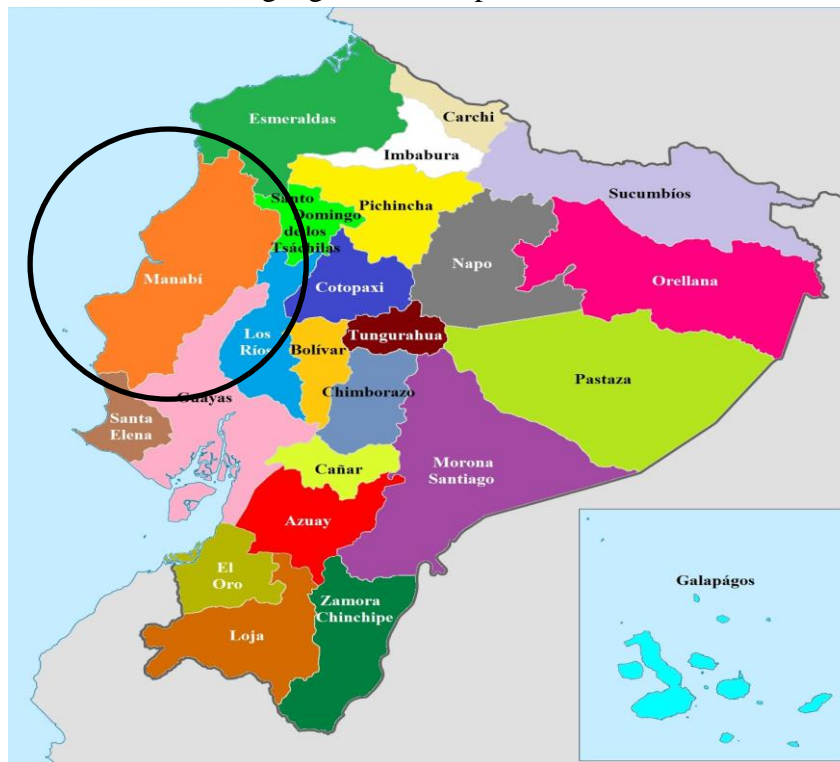 Esmeraldas
Carchi
Imbabura
Sucumbíos
Santo
Domingo
de los
Tsáchilas
Pichincha
Manabí
Napo
Orellana
Cotopaxi
Los
Ríos
Bolívar
Tungurahua
Pastaza
Guayas
Chimborazo
Santa
Elena
Cañar
Morona
Santiago
Azuay
El
Oro
Zamora
Chinchipe
Loja
Galapágos